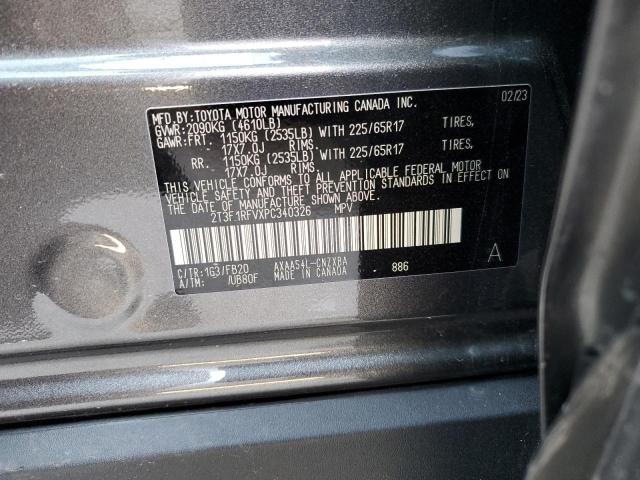 MFD.BY:TOYOTA MOTOR MANUFACTURING CANADA INC. 02/23
GVWR:2090KG (4610LB)
GAWR:FRT. 1150KG (2535LB) WITH 225/65R17 TIRES,
17X7.0J RIMS.
RR. 1150KG (2535LB) WITH 225/65R17 TIRES,
17X7.0J RIMS.
THIS VEHICLE CONFORMS TO ALL APPLICABLE FEDERAL MOTOR
VEHICLE SAFETY AND THEFT PREVENTION STANDARDS IN EFFECT
ON THE DATE OF MANUFACTURE SHOWN ABOVE.
2T3F1RFVXPC340326 MPV
C/TR:1G3/FB20 AXAA54L-CNZXBA A
A/TM: /UB80F MADE IN CANADA 886